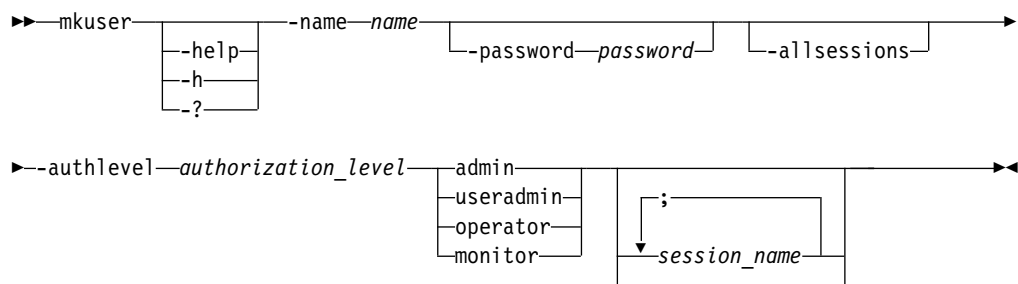 mkuser -name name
-help -password password -allsessions
-h
-?
-authlevel authorization_level admin
useradmin ;
operator
monitor session_name